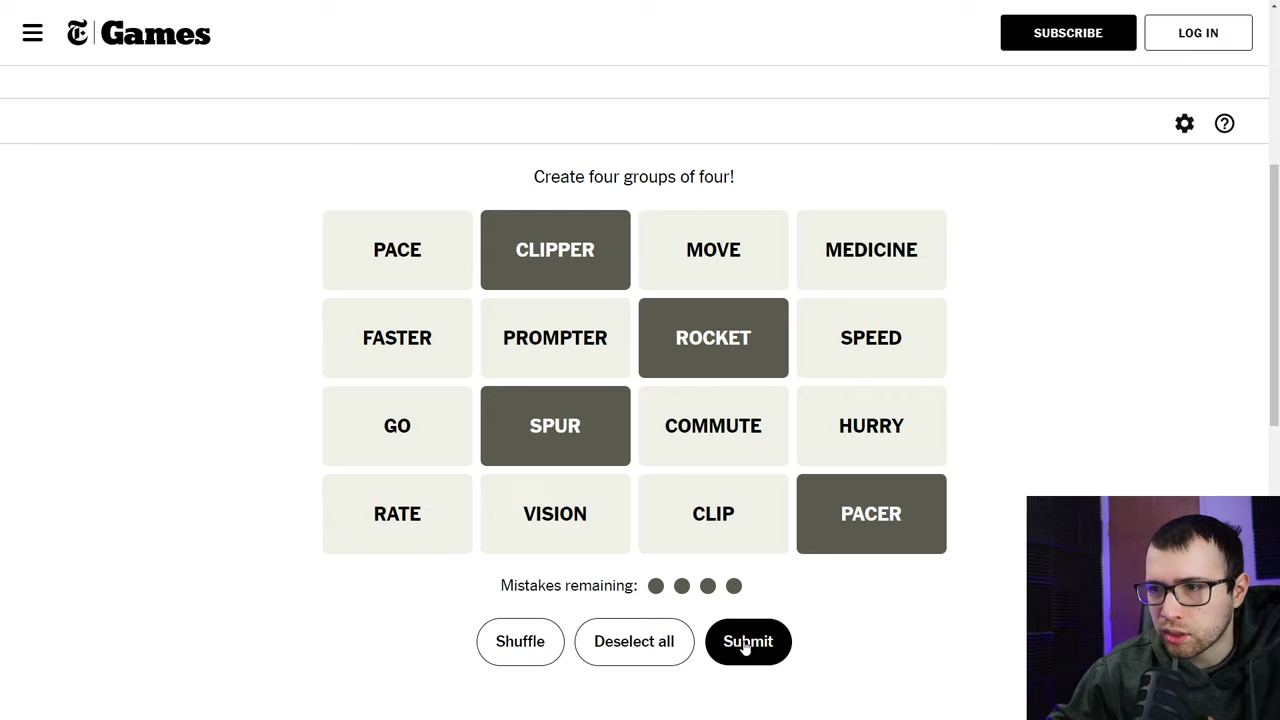 Games
SUBSCRIBE
LOG IN
Create four groups of four!
PACE CLIPPER MOVE MEDICINE
FASTER PROMPTER ROCKET SPEED
GO SPUR COMMUTE HURRY
RATE VISION CLIP PACER
Mistakes remaining:
Shuffle Deselect all Submit